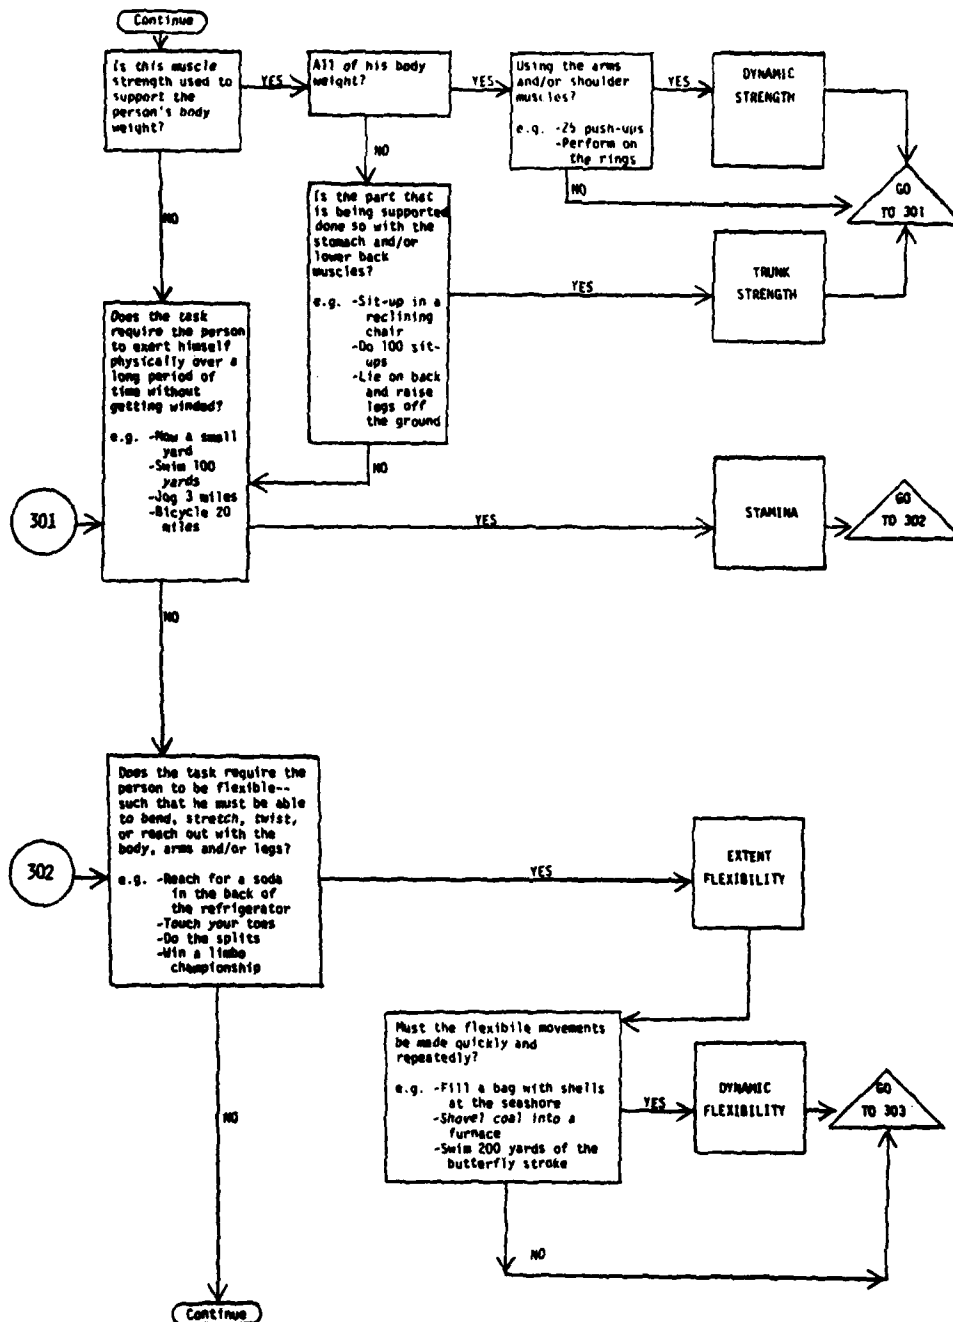 Continue
Is this muscle
strength used to
support the
person's body
weight?
YES
All of his body
weight?
YES
Using the arms
and/or shoulder
muscles?
e.g. -25 push-ups
-Perform on
the rings
YES
DYNAMIC
STRENGTH
NO
NO
NO
GO
TO 301
Is the part that
is being supported
done so with the
stomach and/or
lower back
muscles?
e.g. -Sit-up in a
reclining
chair
-Do 100 sit-
ups
-Lie on back
and raise
legs off
the ground
YES
TRUNK
STRENGTH
NO
Does the task
require the person
to exert himself
physically over a
long period of
time without
getting winded?
e.g. -Mow a small
yard
-Swim 100
yards
-Jog 3 miles
-Bicycle 20
miles
301
YES
STAMINA
GO
TO 302
NO
Does the task require the
person to be flexible--
such that he must be able
to bend, stretch, twist,
or reach out with the
body, arms and/or legs?
e.g. -Reach for a soda
in the back of
the refrigerator
-Touch your toes
-Do the splits
-Win a limbo
championship
302
YES
EXTENT
FLEXIBILITY
Must the flexibile movements
be made quickly and
repeatedly?
e.g. -Fill a bag with shells
at the seashore
-Shovel coal into a
furnace
-Swim 200 yards of the
butterfly stroke
YES
DYNAMIC
FLEXIBILITY
GO
TO 303
NO
NO
Continue